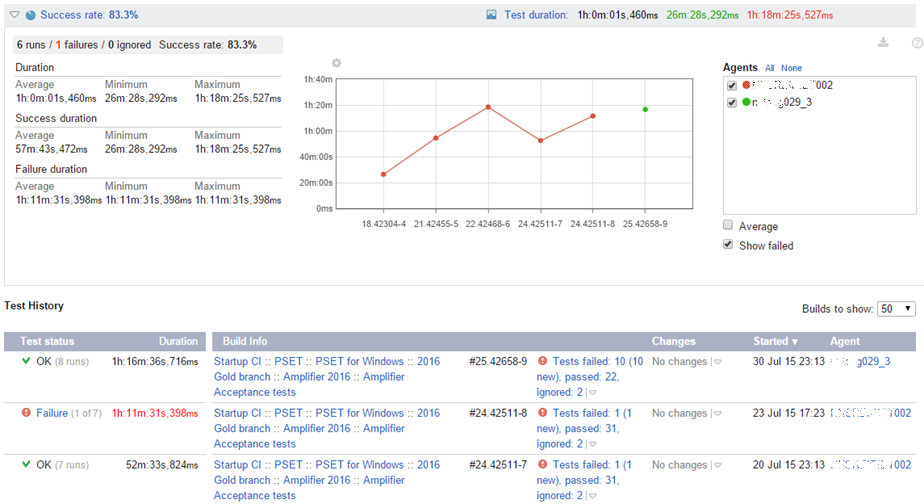 Success rate: 83.3%
Test duration: 1h:0m:01s,460ms 26m:28s,292ms 1h:18m:25s,527ms
6 runs / 1 failures / 0 ignored Success rate: 83.3%
Duration
Average Minimum Maximum
1h:0m:01s,460ms 26m:28s,292ms 1h:18m:25s,527ms
Success duration
Average Minimum Maximum
57m:43s,472ms 26m:28s,292ms 1h:18m:25s,527ms
Failure duration
Average Minimum Maximum
1h:11m:31s,398ms 1h:11m:31s,398ms 1h:11m:31s,398ms
1h:40m
1h:20m
1h:00m
40m:00s
20m:00s
0ms
18.42304-4 21.42455-5 22.42468-6 24.42511-7 24.42511-8 25.42658-9
Agents All None
002
g029_3
Average
Show failed
Test History
Builds to show: 50
Test status Duration Build Info Changes Started Agent
OK (8 runs) 1h:16m:36s,716ms Startup CI :: PSET :: PSET for Windows :: 2016 #25.42658-9 Tests failed: 10 (10 No changes 30 Jul 15 23:13 g029_3
Gold branch :: Amplifier 2016 :: Amplifier new), passed: 22,
Acceptance tests ignored: 2
Failure (1 of 7) 1h:11m:31s,398ms Startup CI :: PSET :: PSET for Windows :: 2016 #24.42511-8 Tests failed: 1 (1 No changes 23 Jul 15 17:23 002
Gold branch :: Amplifier 2016 :: Amplifier new), passed: 31,
Acceptance tests ignored: 2
OK (7 runs) 52m:33s,824ms Startup CI :: PSET :: PSET for Windows :: 2016 #24.42511-7 Tests failed: 1 (1 No changes 20 Jul 15 23:13 002
Gold branch :: Amplifier 2016 :: Amplifier new), passed: 31,
Acceptance tests ignored: 2